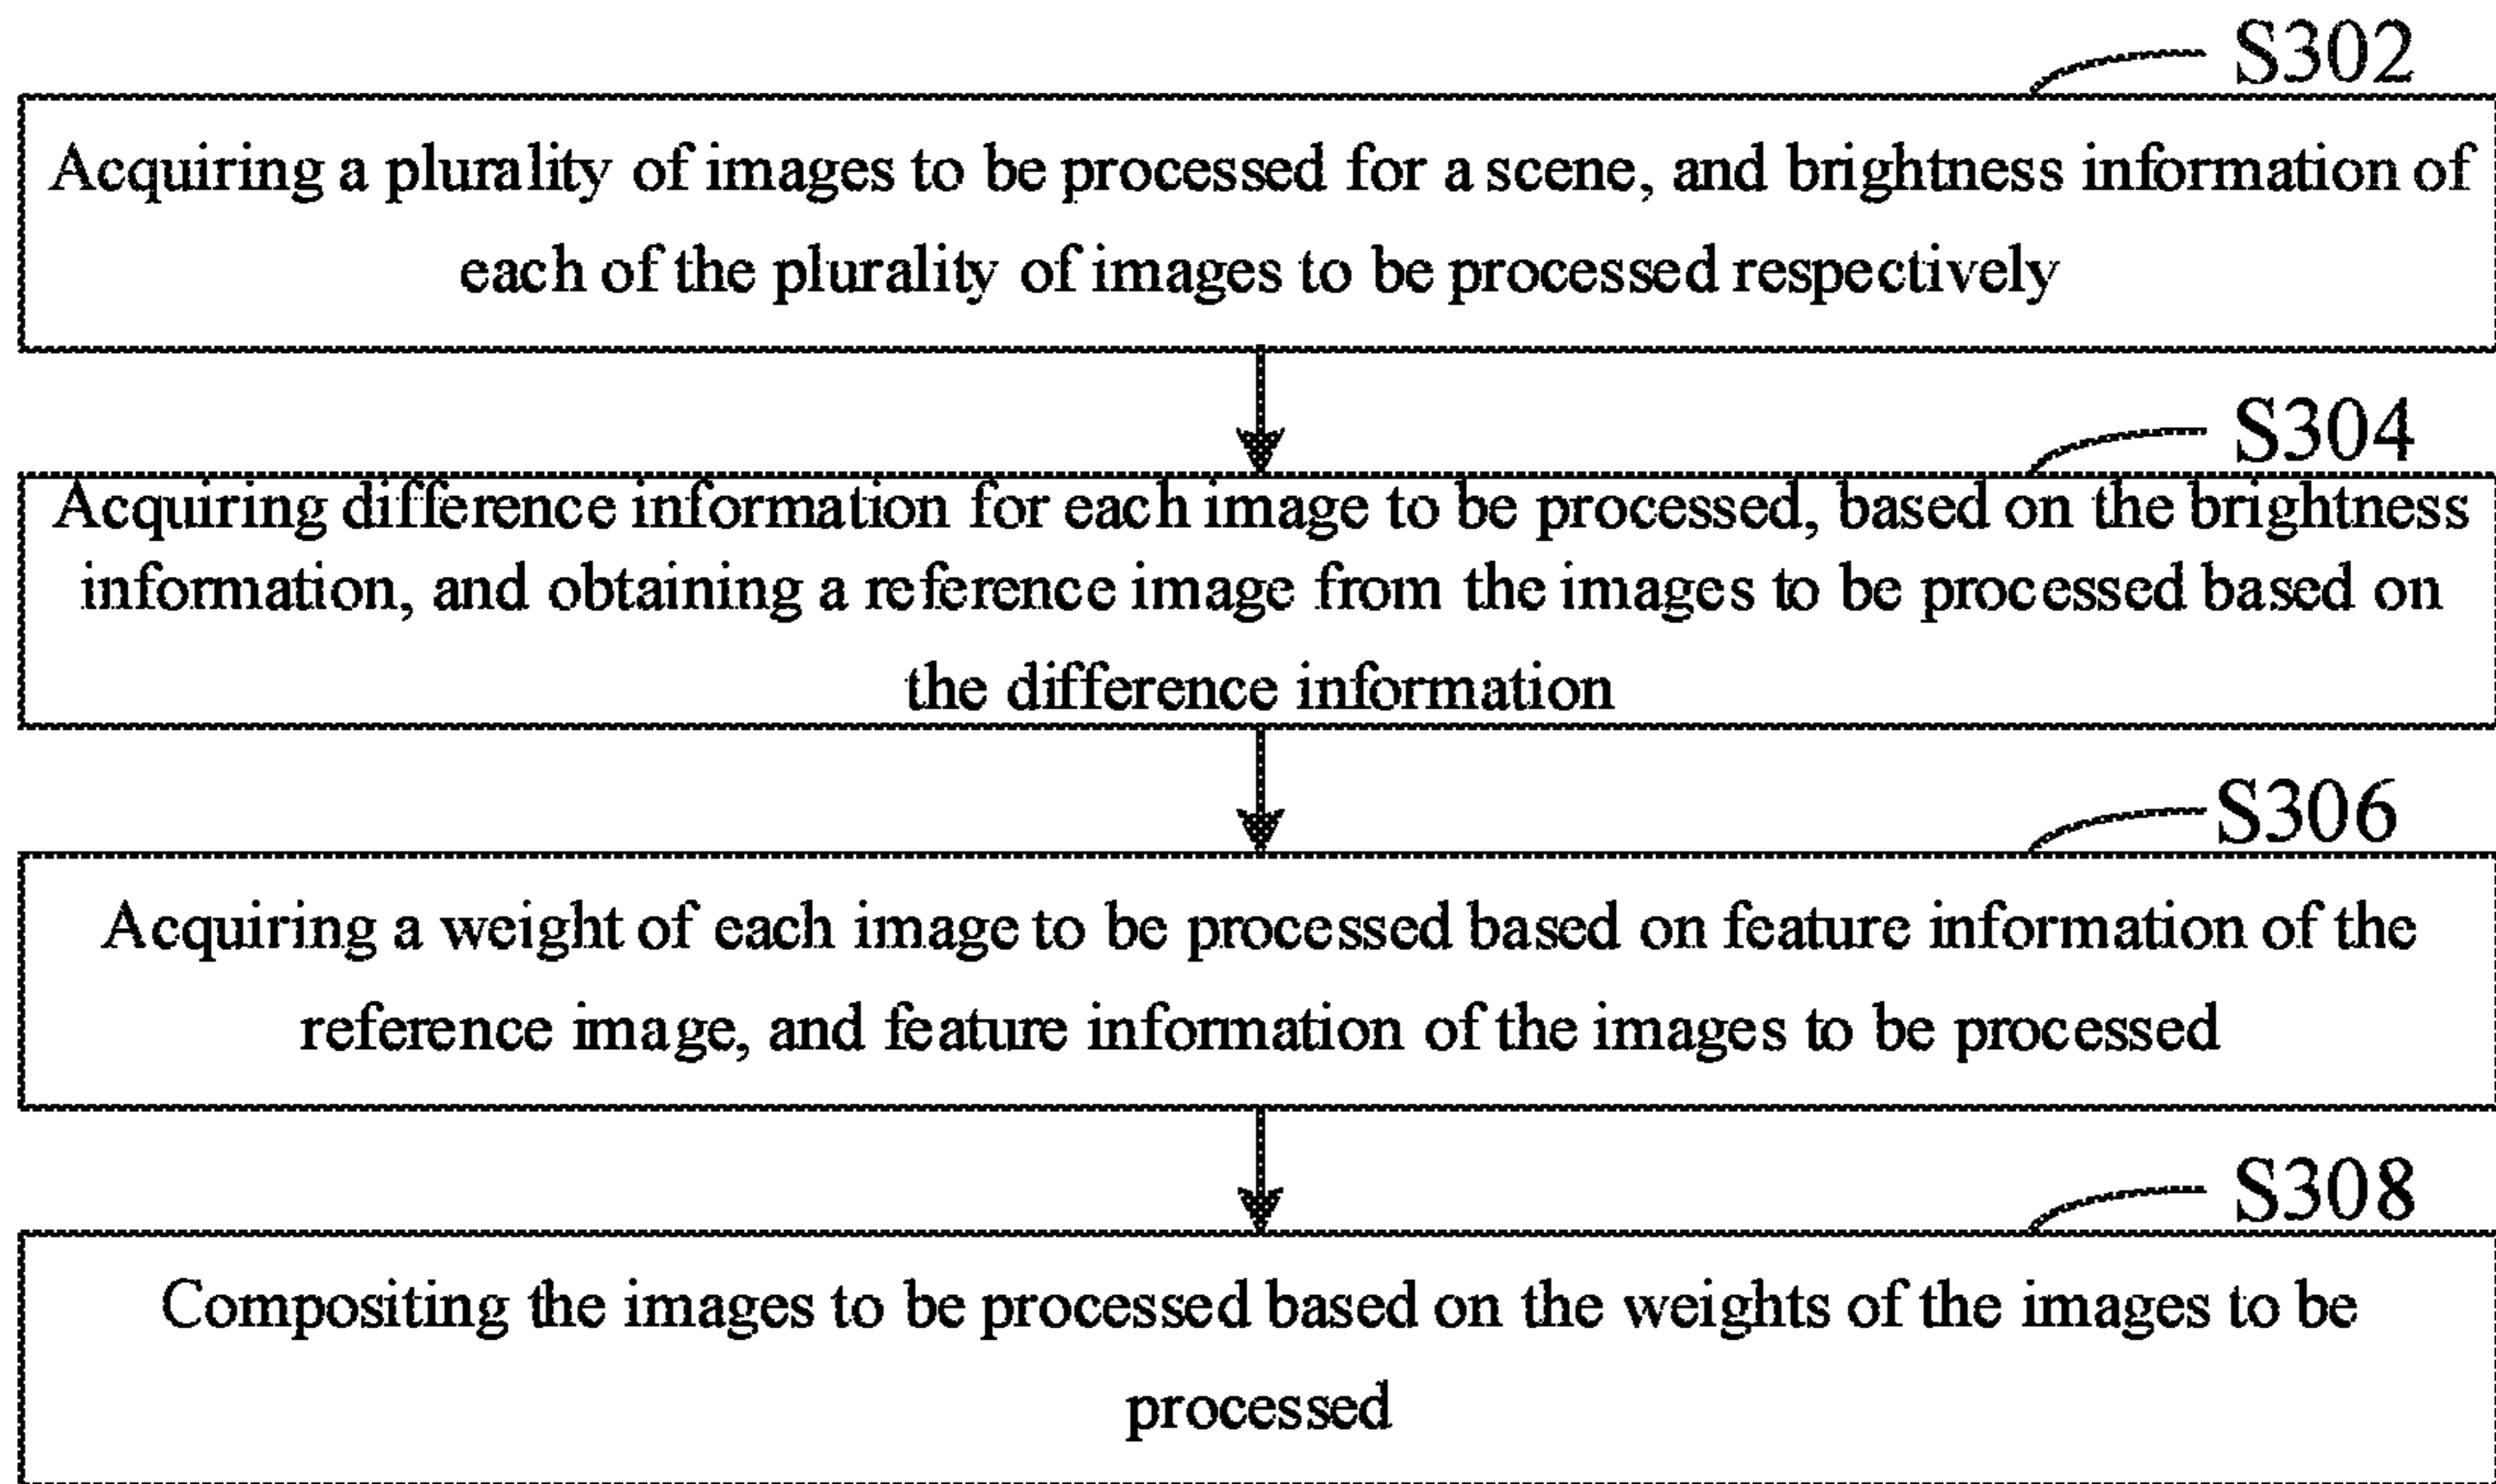 S302
Acquiring a plurality of images to be processed for a scene, and brightness information of
each of the plurality of images to be processed respectively
S304
Acquiring difference information for each image to be processed, based on the brightness
information, and obtaining a reference image from the images to be processed based on
the difference information
S306
Acquiring a weight of each image to be processed based on feature information of the
reference image, and feature information of the images to be processed
S308
Compositing the images to be processed based on the weights of the images to be
processed